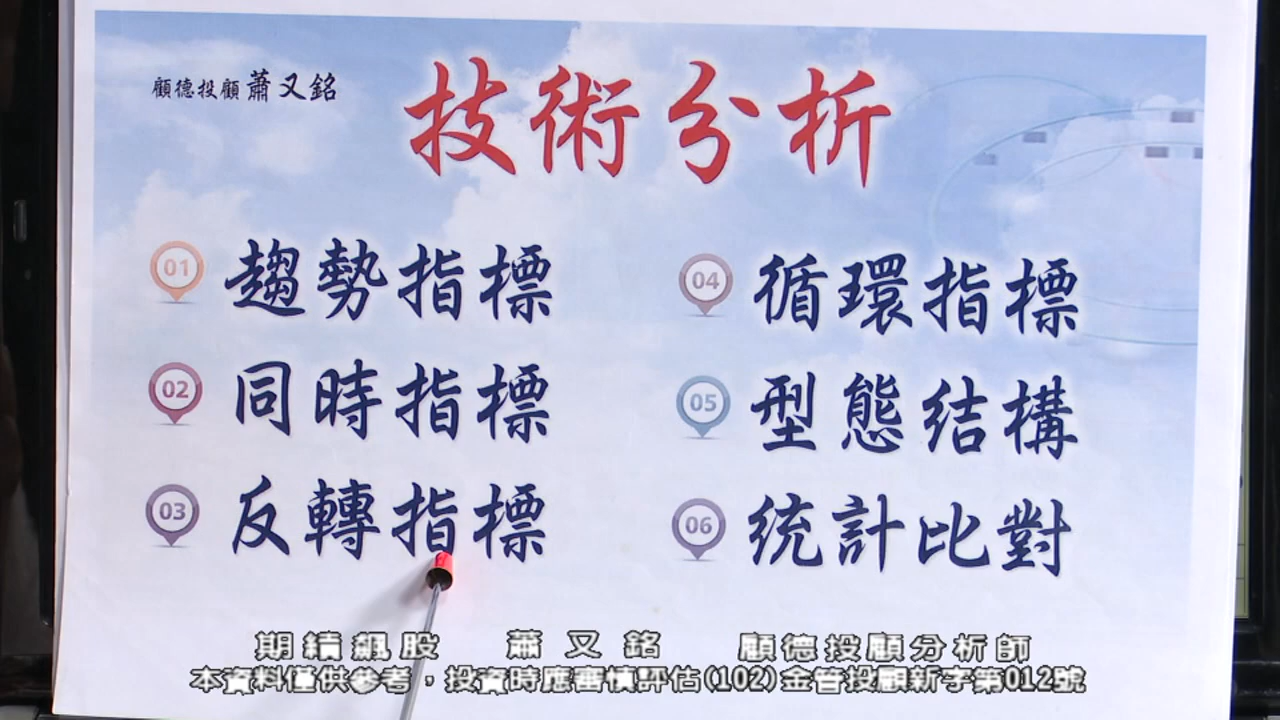 顧德投顧 蕭又銘
技術分析
01 趨勢指標
02 同時指標
03 反轉指標
04 循環指標
05 型態結構
06 統計比對
期績飆股 蕭又銘 顧德投顧分析師
本資料僅供參考，投資時應審慎評估(102)金管投顧新字第012號